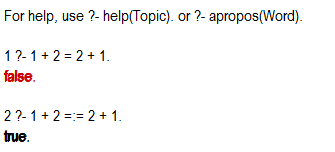 For help, use ?- help(Topic). or ?- apropos(Word).
1 ?- 1 + 2 = 2 + 1.
false.
2 ?- 1 + 2 =:= 2 + 1.
true.